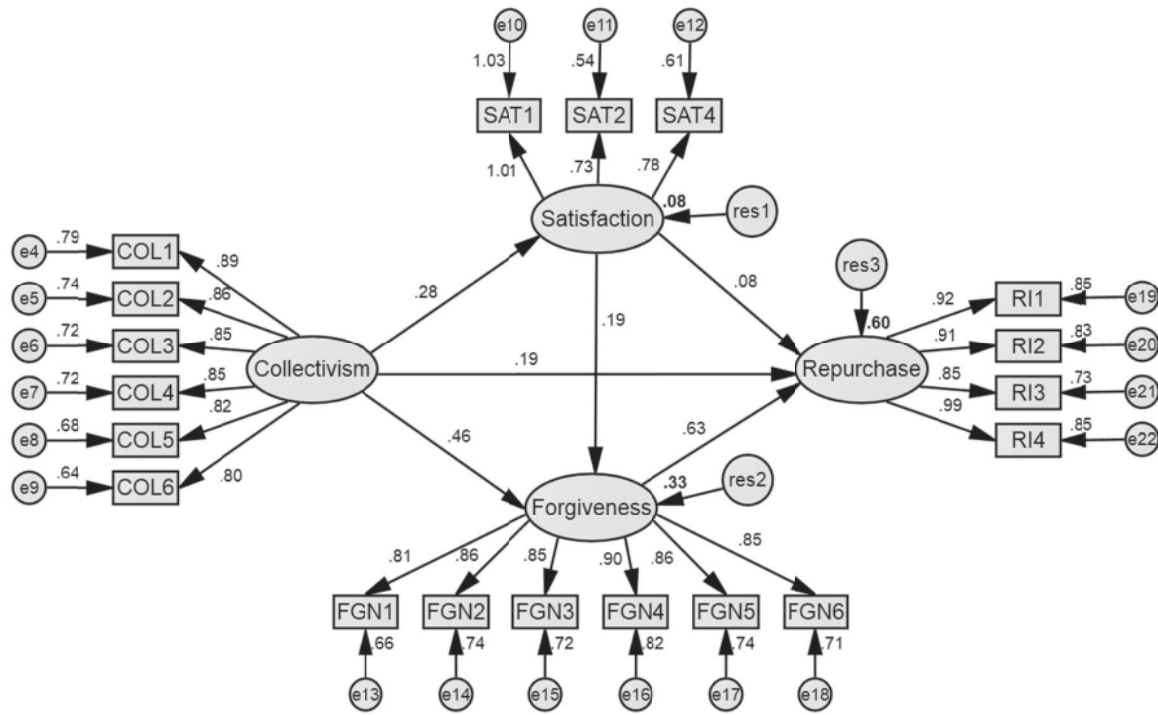 e10 e11 e12
1.03 .54 .61
SAT1 SAT2 SAT4
1.01 .73 .78
Satisfaction .08 res1
e4 .79 COL1 .89
e5 .74 COL2 .86
e6 .72 COL3 .85
e7 .72 COL4 .85
e8 .68 COL5 .82
e9 .64 COL6 .80
Collectivism
.28
.19
.08
.19
.46
.63
res3
.60
Repurchase
.92 RI1 .85 e19
.91 RI2 .83 e20
.85 RI3 .73 e21
.99 RI4 .85 e22
Forgiveness .33 res2
.81 .86 .85 .90 .86 .85
FGN1 FGN2 FGN3 FGN4 FGN5 FGN6
.66 .74 .72 .82 .74 .71
e13 e14 e15 e16 e17 e18